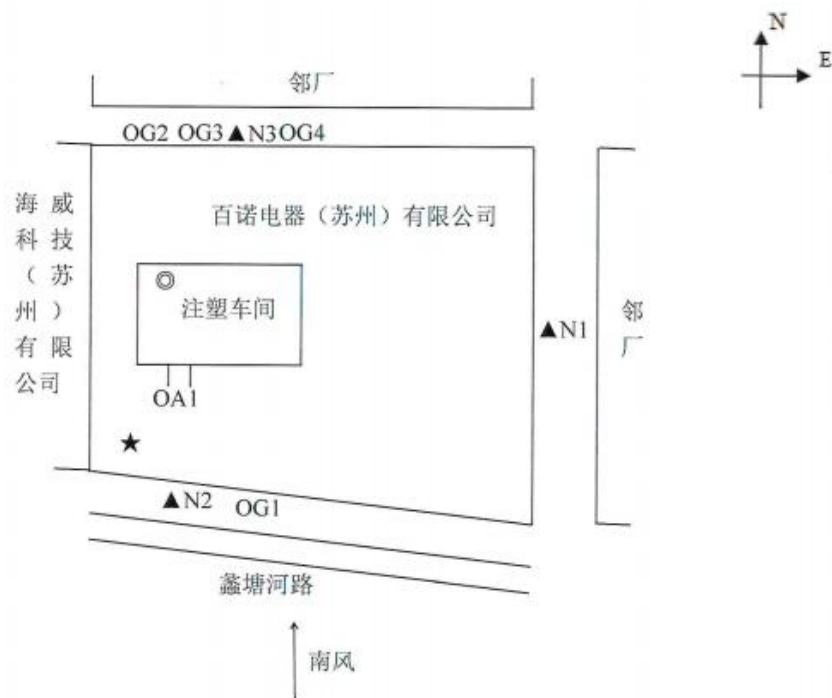 N
E
邻厂
OG2 OG3 ▲N3 OG4
海威
科技
（苏
州）
有限
公司
百诺电器（苏州）有限公司
注塑车间
▲N1
邻
厂
OA1
★
▲N2 OG1
蠡塘河路
南风